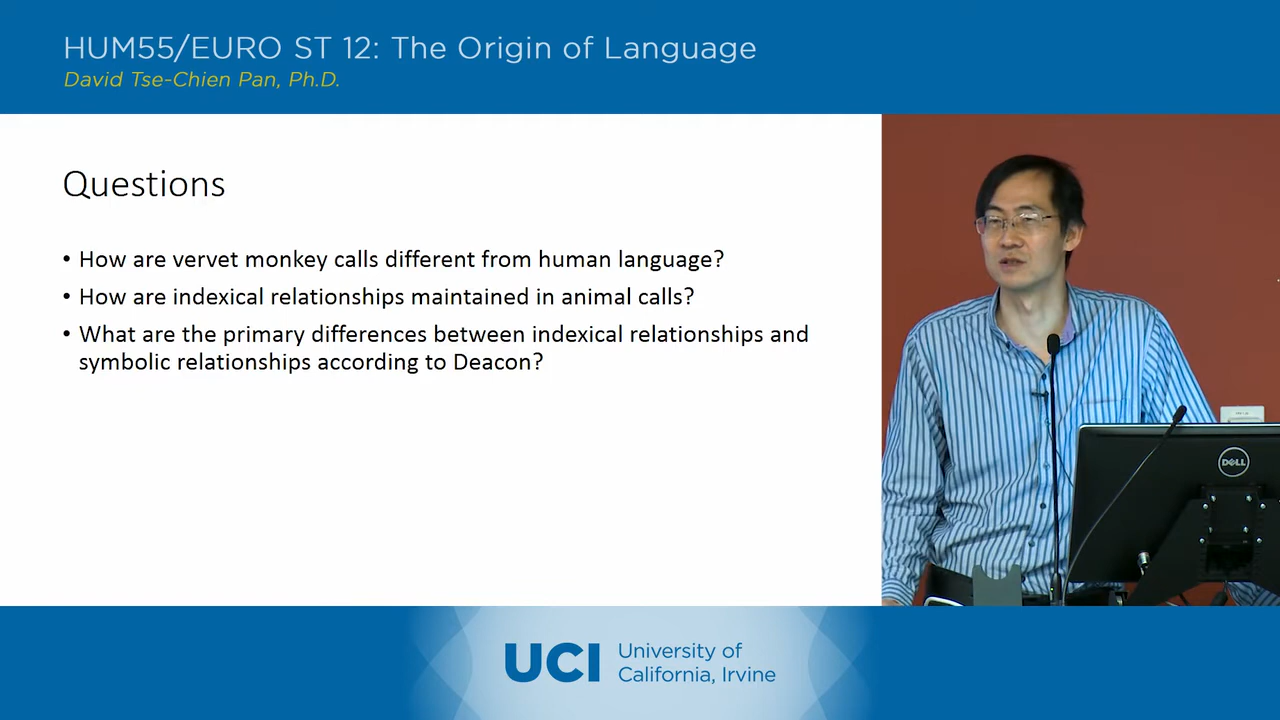 HUM55/EURO ST 12: The Origin of Language
David Tse-Chien Pan, Ph.D.
Questions
• How are vervet monkey calls different from human language?
• How are indexical relationships maintained in animal calls?
• What are the primary differences between indexical relationships and
symbolic relationships according to Deacon?
DELL
UCI University of
California, Irvine